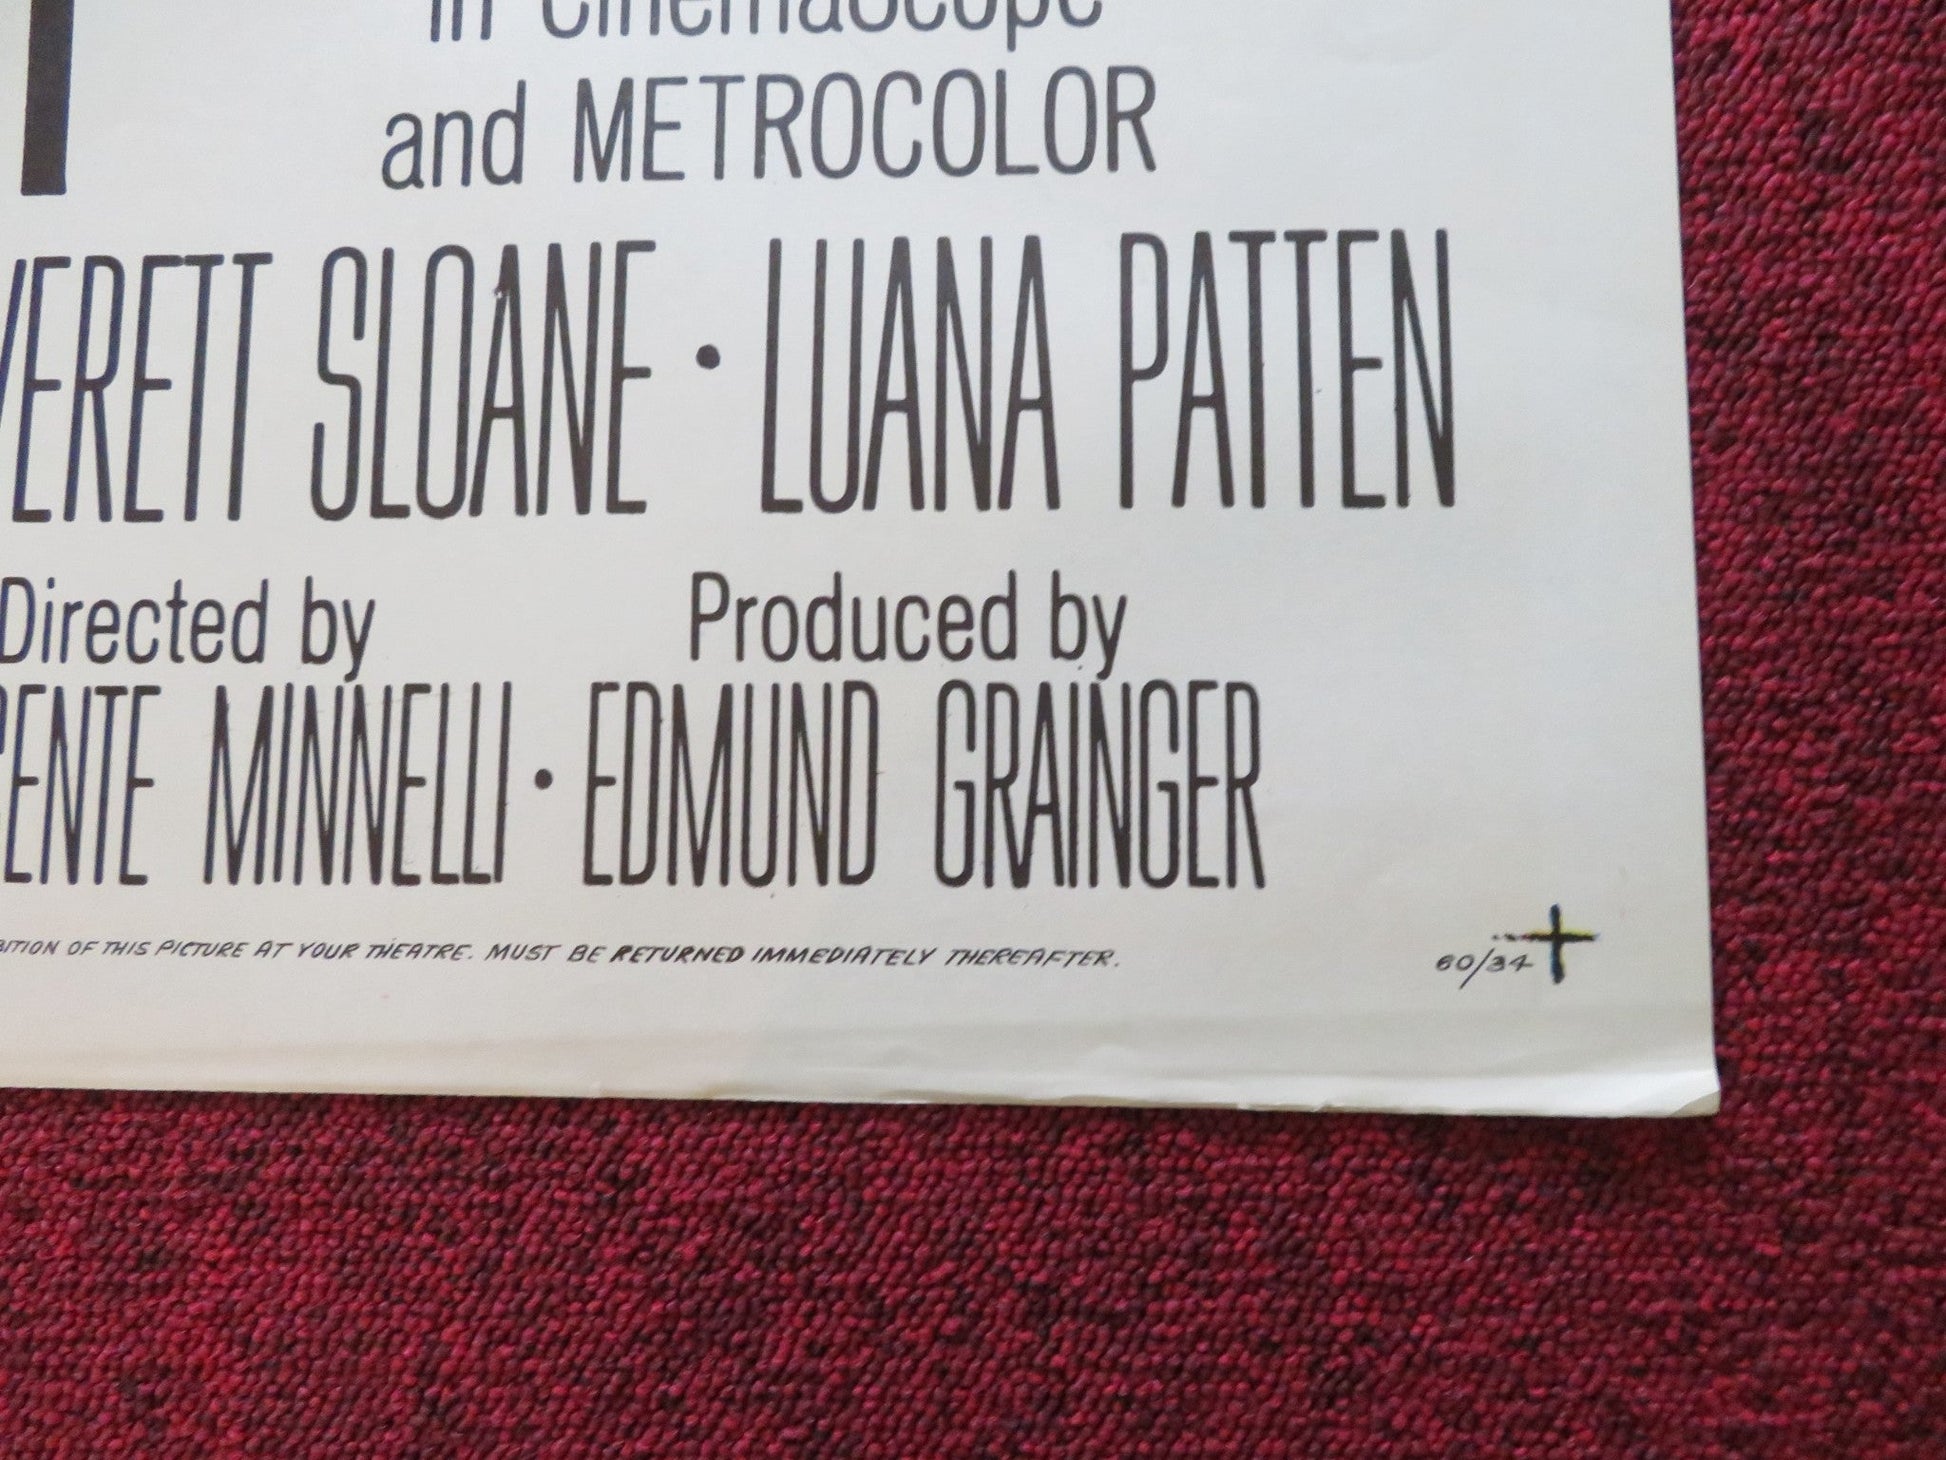 in CinemaScope
and METROCOLOR
VERETT SLOANE • LUANA PATTEN
Directed by Produced by
CENTE MINNELLI • EDMUND GRAINGER
BITION OF THIS PICTURE AT YOUR THEATRE. MUST BE RETURNED IMMEDIATELY THEREAFTER.
60/34